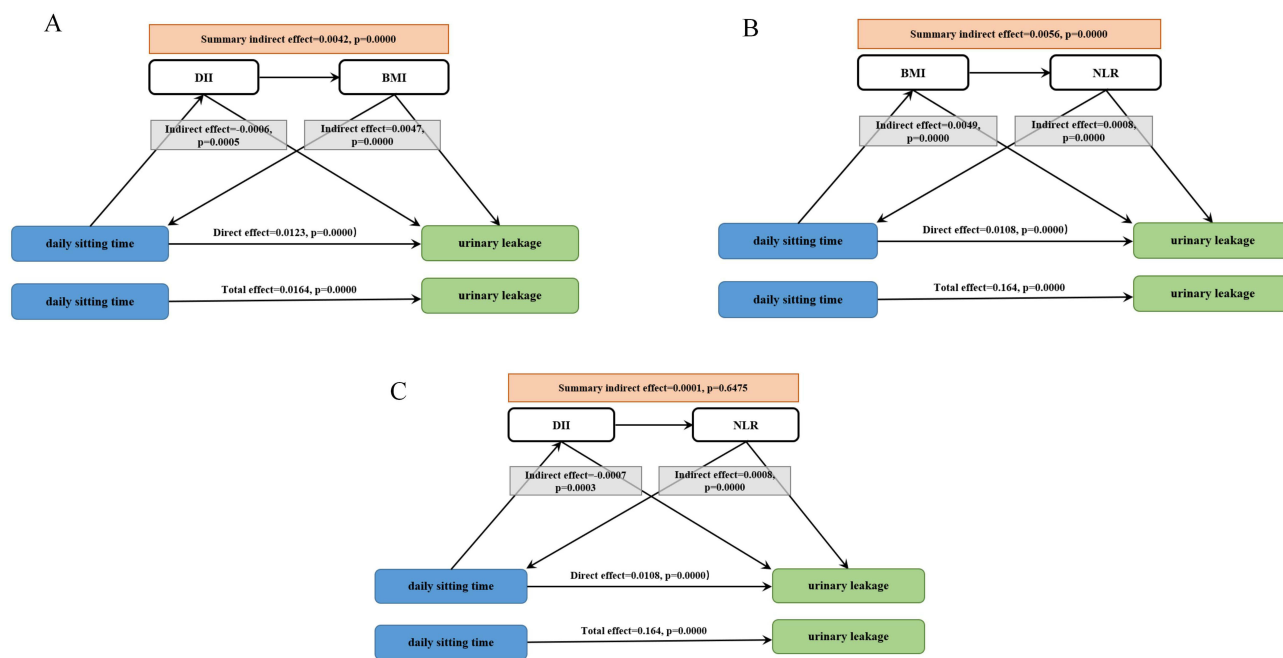 A
Summary indirect effect=0.0042, p=0.0000
DII
BMI
Indirect effect=-0.0006,
p=0.0005
Indirect effect=0.0047,
p=0.0000
daily sitting time
Direct effect=0.0123, p=0.0000)
urinary leakage
daily sitting time
Total effect=0.0164, p=0.0000
urinary leakage
B
Summary indirect effect=0.0056, p=0.0000
BMI
NLR
Indirect effect=0.0049,
p=0.0000
Indirect effect=0.0008,
p=0.0000
daily sitting time
Direct effect=0.0108, p=0.0000)
urinary leakage
daily sitting time
Total effect=0.164, p=0.0000
urinary leakage
C
Summary indirect effect=0.0001, p=0.6475
DII
NLR
Indirect effect=-0.0007
p=0.0003
Indirect effect=0.0008,
p=0.0000
daily sitting time
Direct effect=0.0108, p=0.0000)
urinary leakage
daily sitting time
Total effect=0.164, p=0.0000
urinary leakage